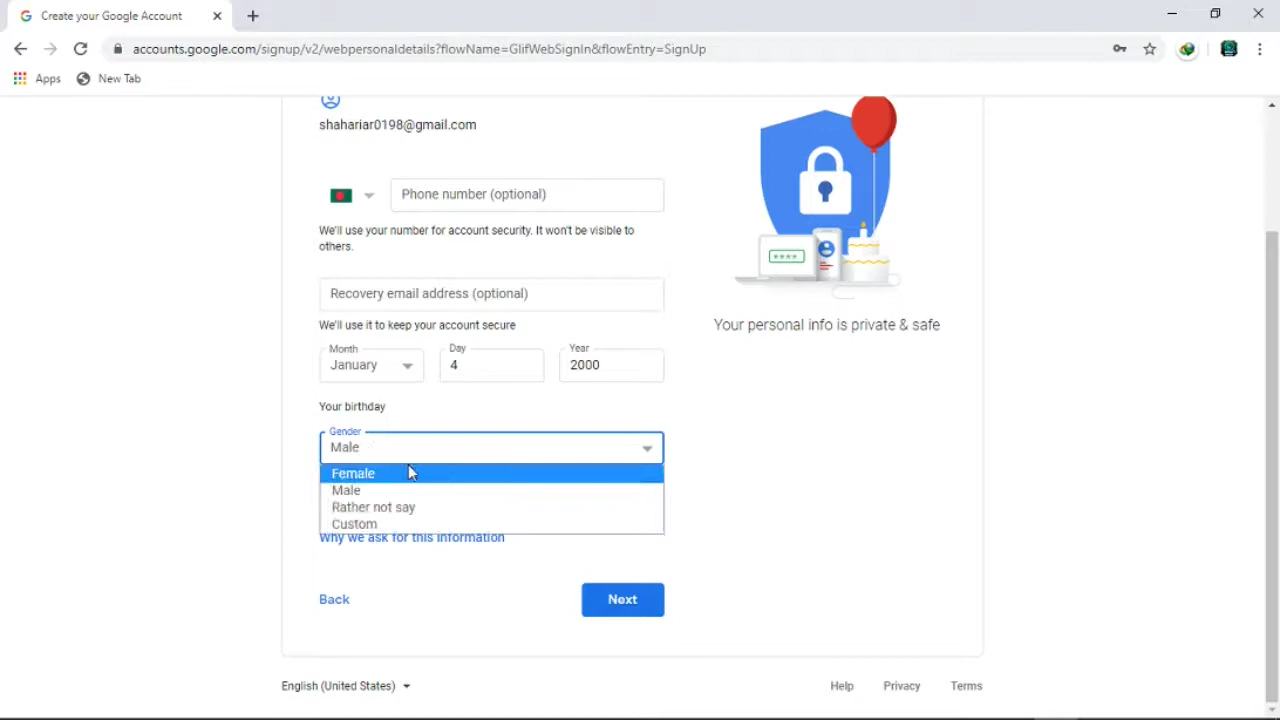 Create your Google Account
accounts.google.com/signup/v2/webpersonaldetails?flowName=GlifWebSignIn&flowEntry=SignUp
Apps
New Tab
shahariar0198@gmail.com
Phone number (optional)
We'll use your number for account security. It won't be visible to
others.
Recovery email address (optional)
We'll use it to keep your account secure
Month
January
Day
4
Year
2000
Your birthday
Gender
Male
Female
Male
Rather not say
Custom
Why we ask for this information
Back
Next
****
Your personal info is private & safe
English (United States)
Help
Privacy
Terms